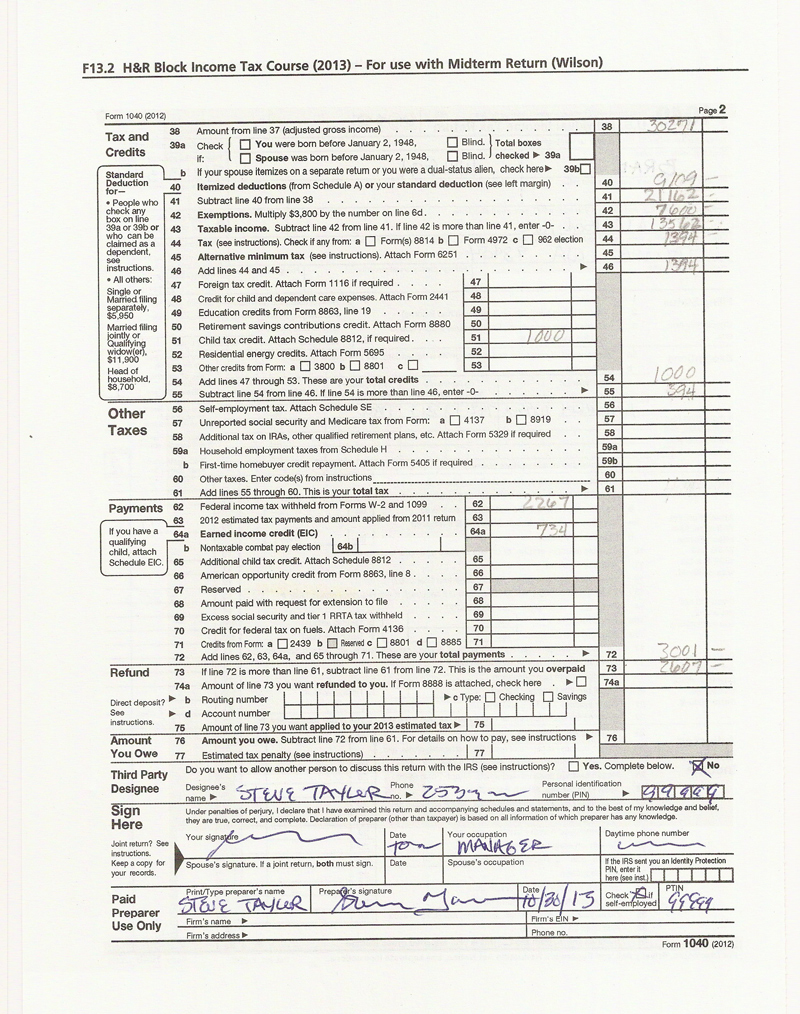 F13.2 H&R Block Income Tax Course (2013) – For use with Midterm Return (Wilson)
Form 1040 (2012) Page 2
Tax and Credits
38 Amount from line 37 (adjusted gross income) . . . 38 30271 –
39a Check if: You were born before January 2, 1948, Blind. Total boxes
Spouse was born before January 2, 1948, Blind. checked ▶ 39a
b If your spouse itemizes on a separate return or you were a dual-status alien, check here ▶ 39b
Standard Deduction for—
• People who check any box on line 39a or 39b or who can be claimed as a dependent, see instructions.
• All others:
Single or Married filing separately, $5,950
Married filing jointly or Qualifying widow(er), $11,900
Head of household, $8,700
40 Itemized deductions (from Schedule A) or your standard deduction (see left margin) . . 40 9109 –
41 Subtract line 40 from line 38 41 21162 –
42 Exemptions. Multiply $3,800 by the number on line 6d. 42 7600 –
43 Taxable income. Subtract line 42 from line 41. If line 42 is more than line 41, enter -0- . . 43 13562 –
44 Tax (see instructions). Check if any from: a Form(s) 8814 b Form 4972 c 962 election 44 1394 –
45 Alternative minimum tax (see instructions). Attach Form 6251 45
46 Add lines 44 and 45 ▶ 46 1394 –
47 Foreign tax credit. Attach Form 1116 if required 47
48 Credit for child and dependent care expenses. Attach Form 2441 48
49 Education credits from Form 8863, line 19 49
50 Retirement savings contributions credit. Attach Form 8880 50
51 Child tax credit. Attach Schedule 8812, if required 51 1000
52 Residential energy credits. Attach Form 5695 52
53 Other credits from Form: a 3800 b 8801 c 53
54 Add lines 47 through 53. These are your total credits 54 1000
55 Subtract line 54 from line 46. If line 54 is more than line 46, enter -0- ▶ 55 394 –
Other Taxes
56 Self-employment tax. Attach Schedule SE 56
57 Unreported social security and Medicare tax from Form: a 4137 b 8919 57
58 Additional tax on IRAs, other qualified retirement plans, etc. Attach Form 5329 if required 58
59a Household employment taxes from Schedule H 59a
b First-time homebuyer credit repayment. Attach Form 5405 if required 59b
60 Other taxes. Enter code(s) from instructions 60
61 Add lines 55 through 60. This is your total tax ▶ 61
Payments
62 Federal income tax withheld from Forms W-2 and 1099 62 2267
63 2012 estimated tax payments and amount applied from 2011 return 63
If you have a qualifying child, attach Schedule EIC.
64a Earned income credit (EIC) 64a 734
b Nontaxable combat pay election 64b
65 Additional child tax credit. Attach Schedule 8812 65
66 American opportunity credit from Form 8863, line 8 66
67 Reserved 67
68 Amount paid with request for extension to file 68
69 Excess social security and tier 1 RRTA tax withheld 69
70 Credit for federal tax on fuels. Attach Form 4136 70
71 Credits from Form: a 2439 b Reserved c 8801 d 8885 71
72 Add lines 62, 63, 64a, and 65 through 71. These are your total payments ▶ 72 3001 –
Refund
73 If line 72 is more than line 61, subtract line 61 from line 72. This is the amount you overpaid 73 2607 –
74a Amount of line 73 you want refunded to you. If Form 8888 is attached, check here ▶ 74a
Direct deposit? See instructions.
▶ b Routing number ▶ c Type: Checking Savings
▶ d Account number
75 Amount of line 73 you want applied to your 2013 estimated tax ▶ 75
Amount You Owe
76 Amount you owe. Subtract line 72 from line 61. For details on how to pay, see instructions ▶ 76
77 Estimated tax penalty (see instructions) 77
Third Party Designee
Do you want to allow another person to discuss this return with the IRS (see instructions)? Yes. Complete below. No
Designee's name ▶ STEVE TAYLER Phone no. ▶ Personal identification number (PIN) ▶ 99999
Sign Here
Joint return? See instructions. Keep a copy for your records.
Under penalties of perjury, I declare that I have examined this return and accompanying schedules and statements, and to the best of my knowledge and belief,
they are true, correct, and complete. Declaration of preparer (other than taxpayer) is based on all information of which preparer has any knowledge.
Your signature Date Your occupation MANAGER Daytime phone number
Spouse's signature. If a joint return, both must sign. Date Spouse's occupation If the IRS sent you an Identity Protection PIN, enter it here (see inst.)
Paid Preparer Use Only
Print/Type preparer's name STEVE TAYLER Preparer's signature Date 10/30/13 Check if self-employed PTIN 99999
Firm's name ▶ Firm's EIN ▶
Firm's address ▶ Phone no.
Form 1040 (2012)